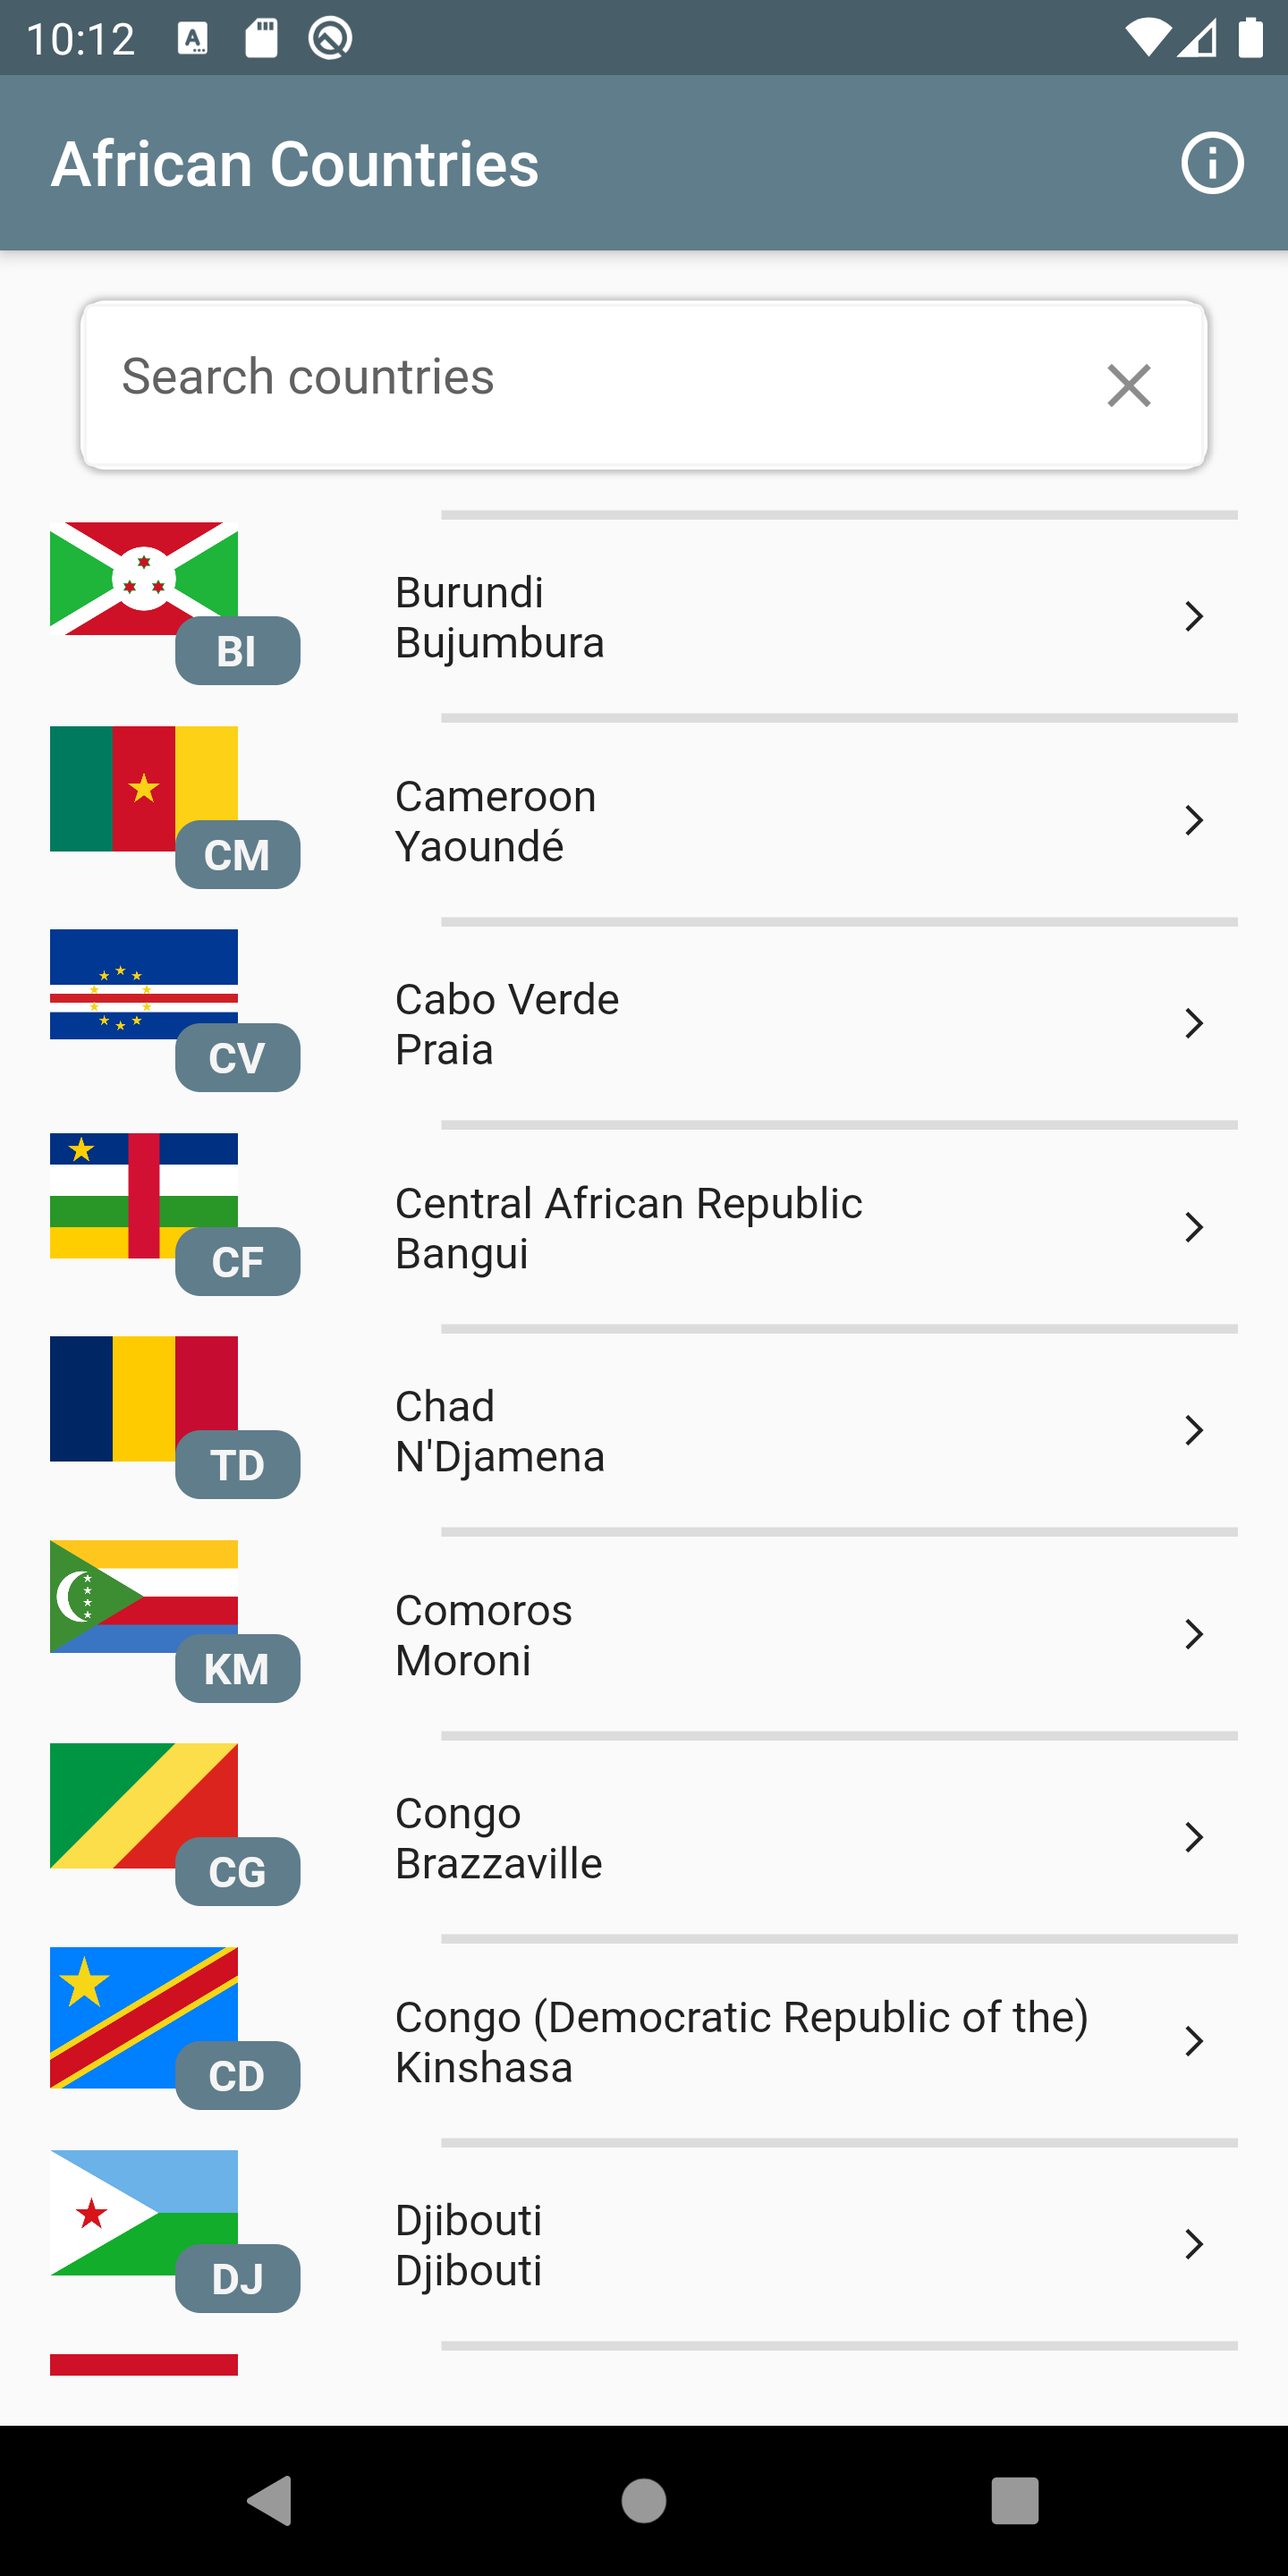 10:12
African Countries
Search countries
BI
Burundi
Bujumbura
CM
Cameroon
Yaoundé
CV
Cabo Verde
Praia
CF
Central African Republic
Bangui
TD
Chad
N'Djamena
KM
Comoros
Moroni
CG
Congo
Brazzaville
CD
Congo (Democratic Republic of the)
Kinshasa
DJ
Djibouti
Djibouti